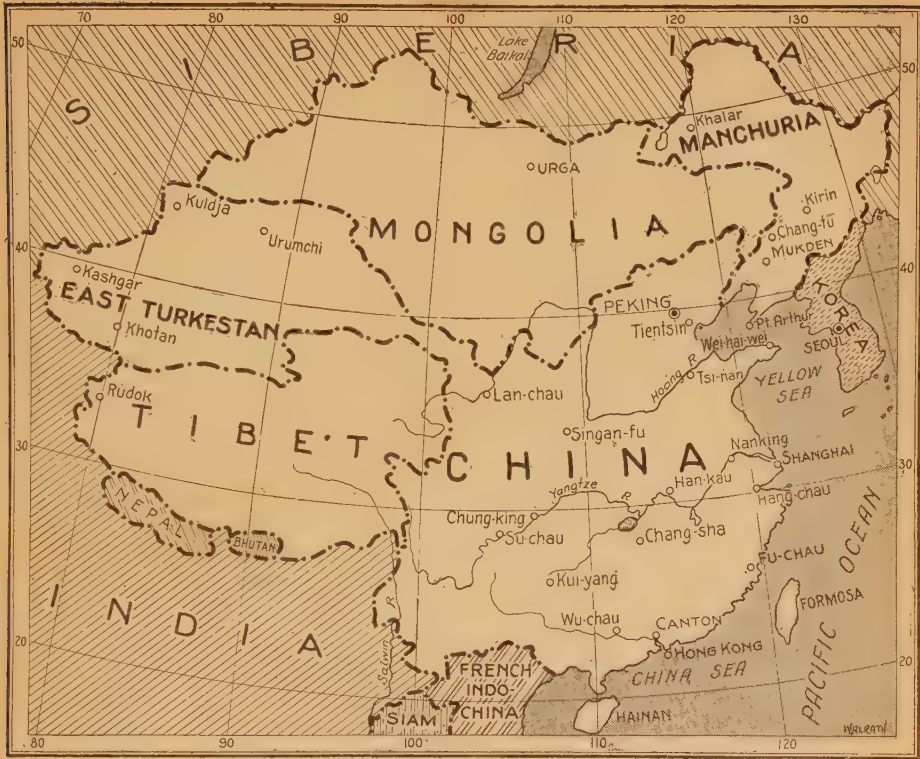 70 80 90 100 110 120 130
50
50
SIBERIA
Lake Baikal
Khalar
MANCHURIA
URGA
Kuldja
Kirin
MONGOLIA
Urumchi
Chang-fu
MUKDEN
40
40
Kashgar
EAST TURKESTAN
PEKING
KOREA
Khotan
Tientsin
Pt. Arthur
Wei-hai-wei
SEOUL
Hoang R
Tsi-nan
YELLOW SEA
Rudok
Lan-chau
TIBET
Singan-fu
30
CHINA
Nanking
SHANGHAI
30
Yangtze R
Han-kau
Hang-chau
NEPAL
BHUTAN
Chung-king
Su-chau
Chang-sha
Kui-yang
FU-CHAU
INDIA
FORMOSA
PACIFIC OCEAN
Wu-chau
CANTON
20
Salwin R
HONG KONG
20
CHINA SEA
FRENCH INDO-CHINA
SIAM
HAINAN
80 90 100 110 120